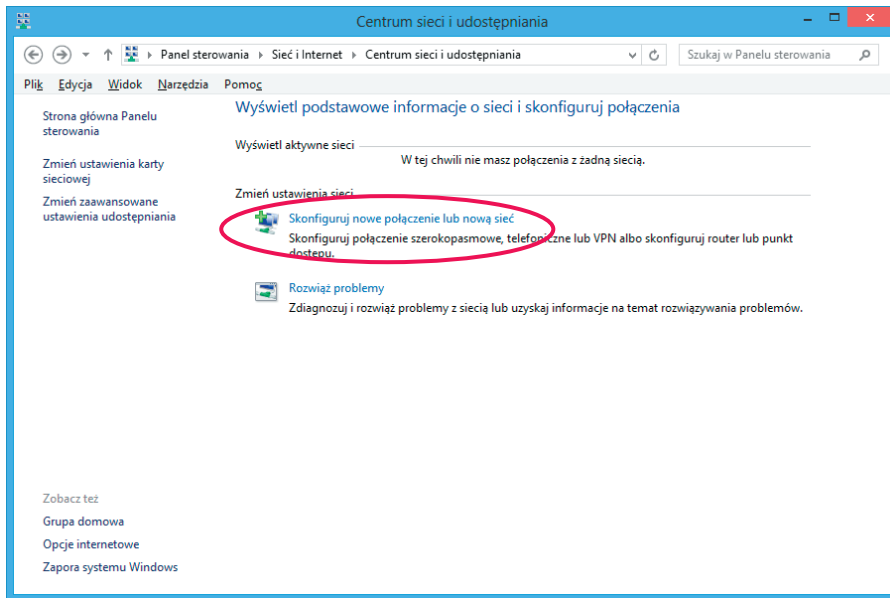 Centrum sieci i udostępniania
Panel sterowania Sieć i Internet Centrum sieci i udostępniania
Szukaj w Panelu sterowania
Plik Edycja Widok Narzędzia Pomoc
Strona główna Panelu
sterowania
Zmień ustawienia karty
sieciowej
Zmień zaawansowane
ustawienia udostępniania
Wyświetl podstawowe informacje o sieci i skonfiguruj połączenia
Wyświetl aktywne sieci
W tej chwili nie masz połączenia z żadną siecią.
Zmień ustawienia sieci
Skonfiguruj nowe połączenie lub nową sieć
Skonfiguruj połączenie szerokopasmowe, telefoniczne lub VPN albo skonfiguruj router lub punkt
dostępu.
Rozwiąż problemy
Zdiagnozuj i rozwiąż problemy z siecią lub uzyskaj informacje na temat rozwiązywania problemów.
Zobacz też
Grupa domowa
Opcje internetowe
Zapora systemu Windows